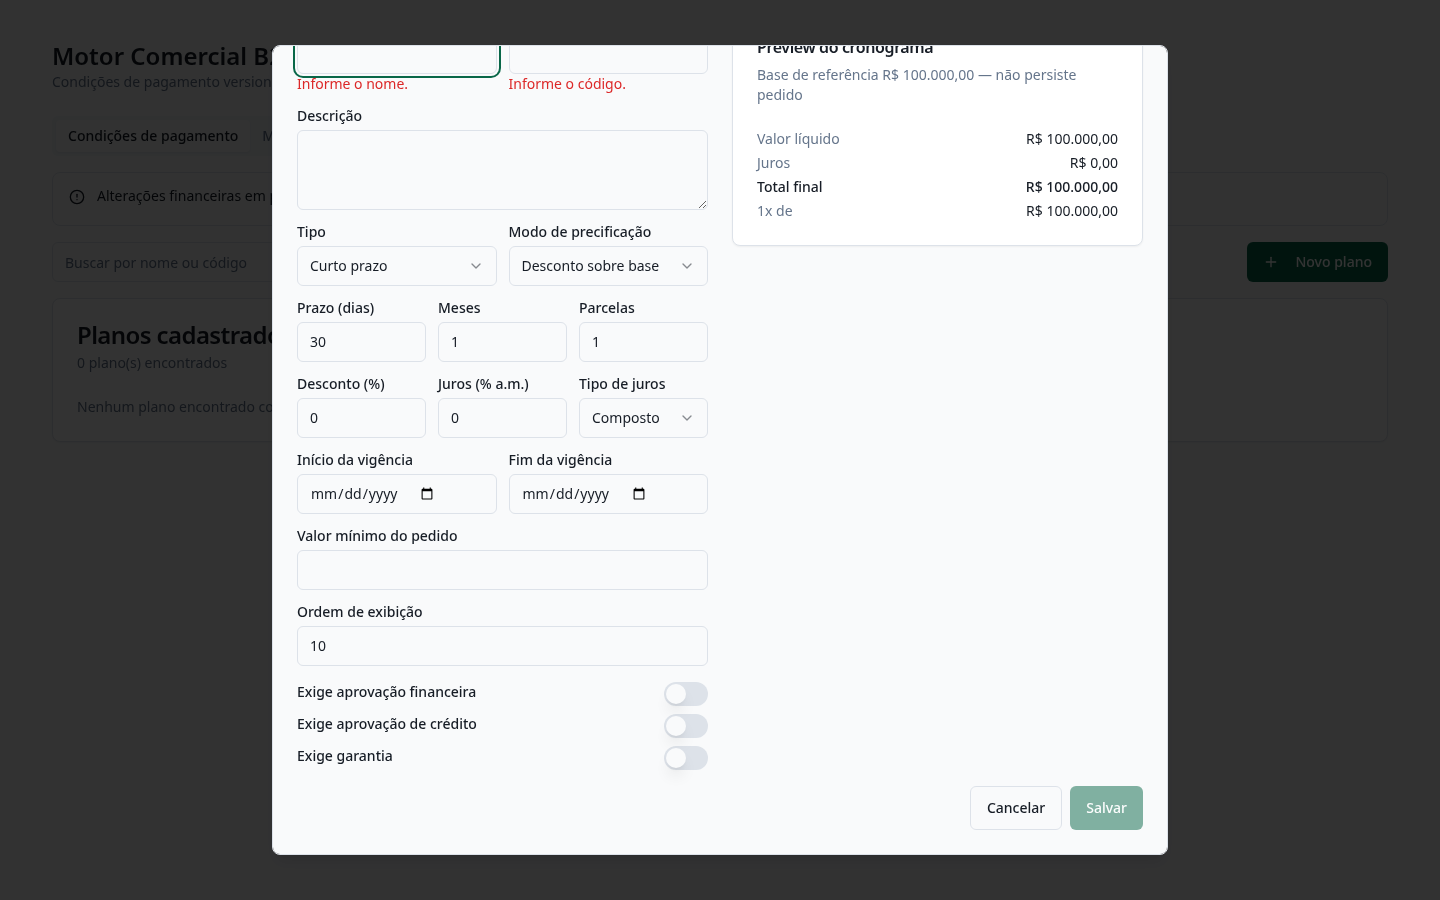 Motor Comercial B
Condições de pagamento version
Condições de pagamento
M
Alterações financeiras em
Buscar por nome ou código
Novo plano
Planos cadastrado
0 plano(s) encontrados
Nenhum plano encontrado co
Informe o nome.
Informe o código.
Descrição
Tipo
Modo de precificação
Curto prazo
Desconto sobre base
Prazo (dias)
Meses
Parcelas
30
1
1
Desconto (%)
Juros (% a.m.)
Tipo de juros
0
0
Composto
Início da vigência
Fim da vigência
mm/dd/yyyy
mm/dd/yyyy
Valor mínimo do pedido
Ordem de exibição
10
Exige aprovação financeira
Exige aprovação de crédito
Exige garantia
Preview do cronograma
Base de referência R$ 100.000,00 — não persiste
pedido
Valor líquido R$ 100.000,00
Juros R$ 0,00
Total final R$ 100.000,00
1x de R$ 100.000,00
Cancelar
Salvar